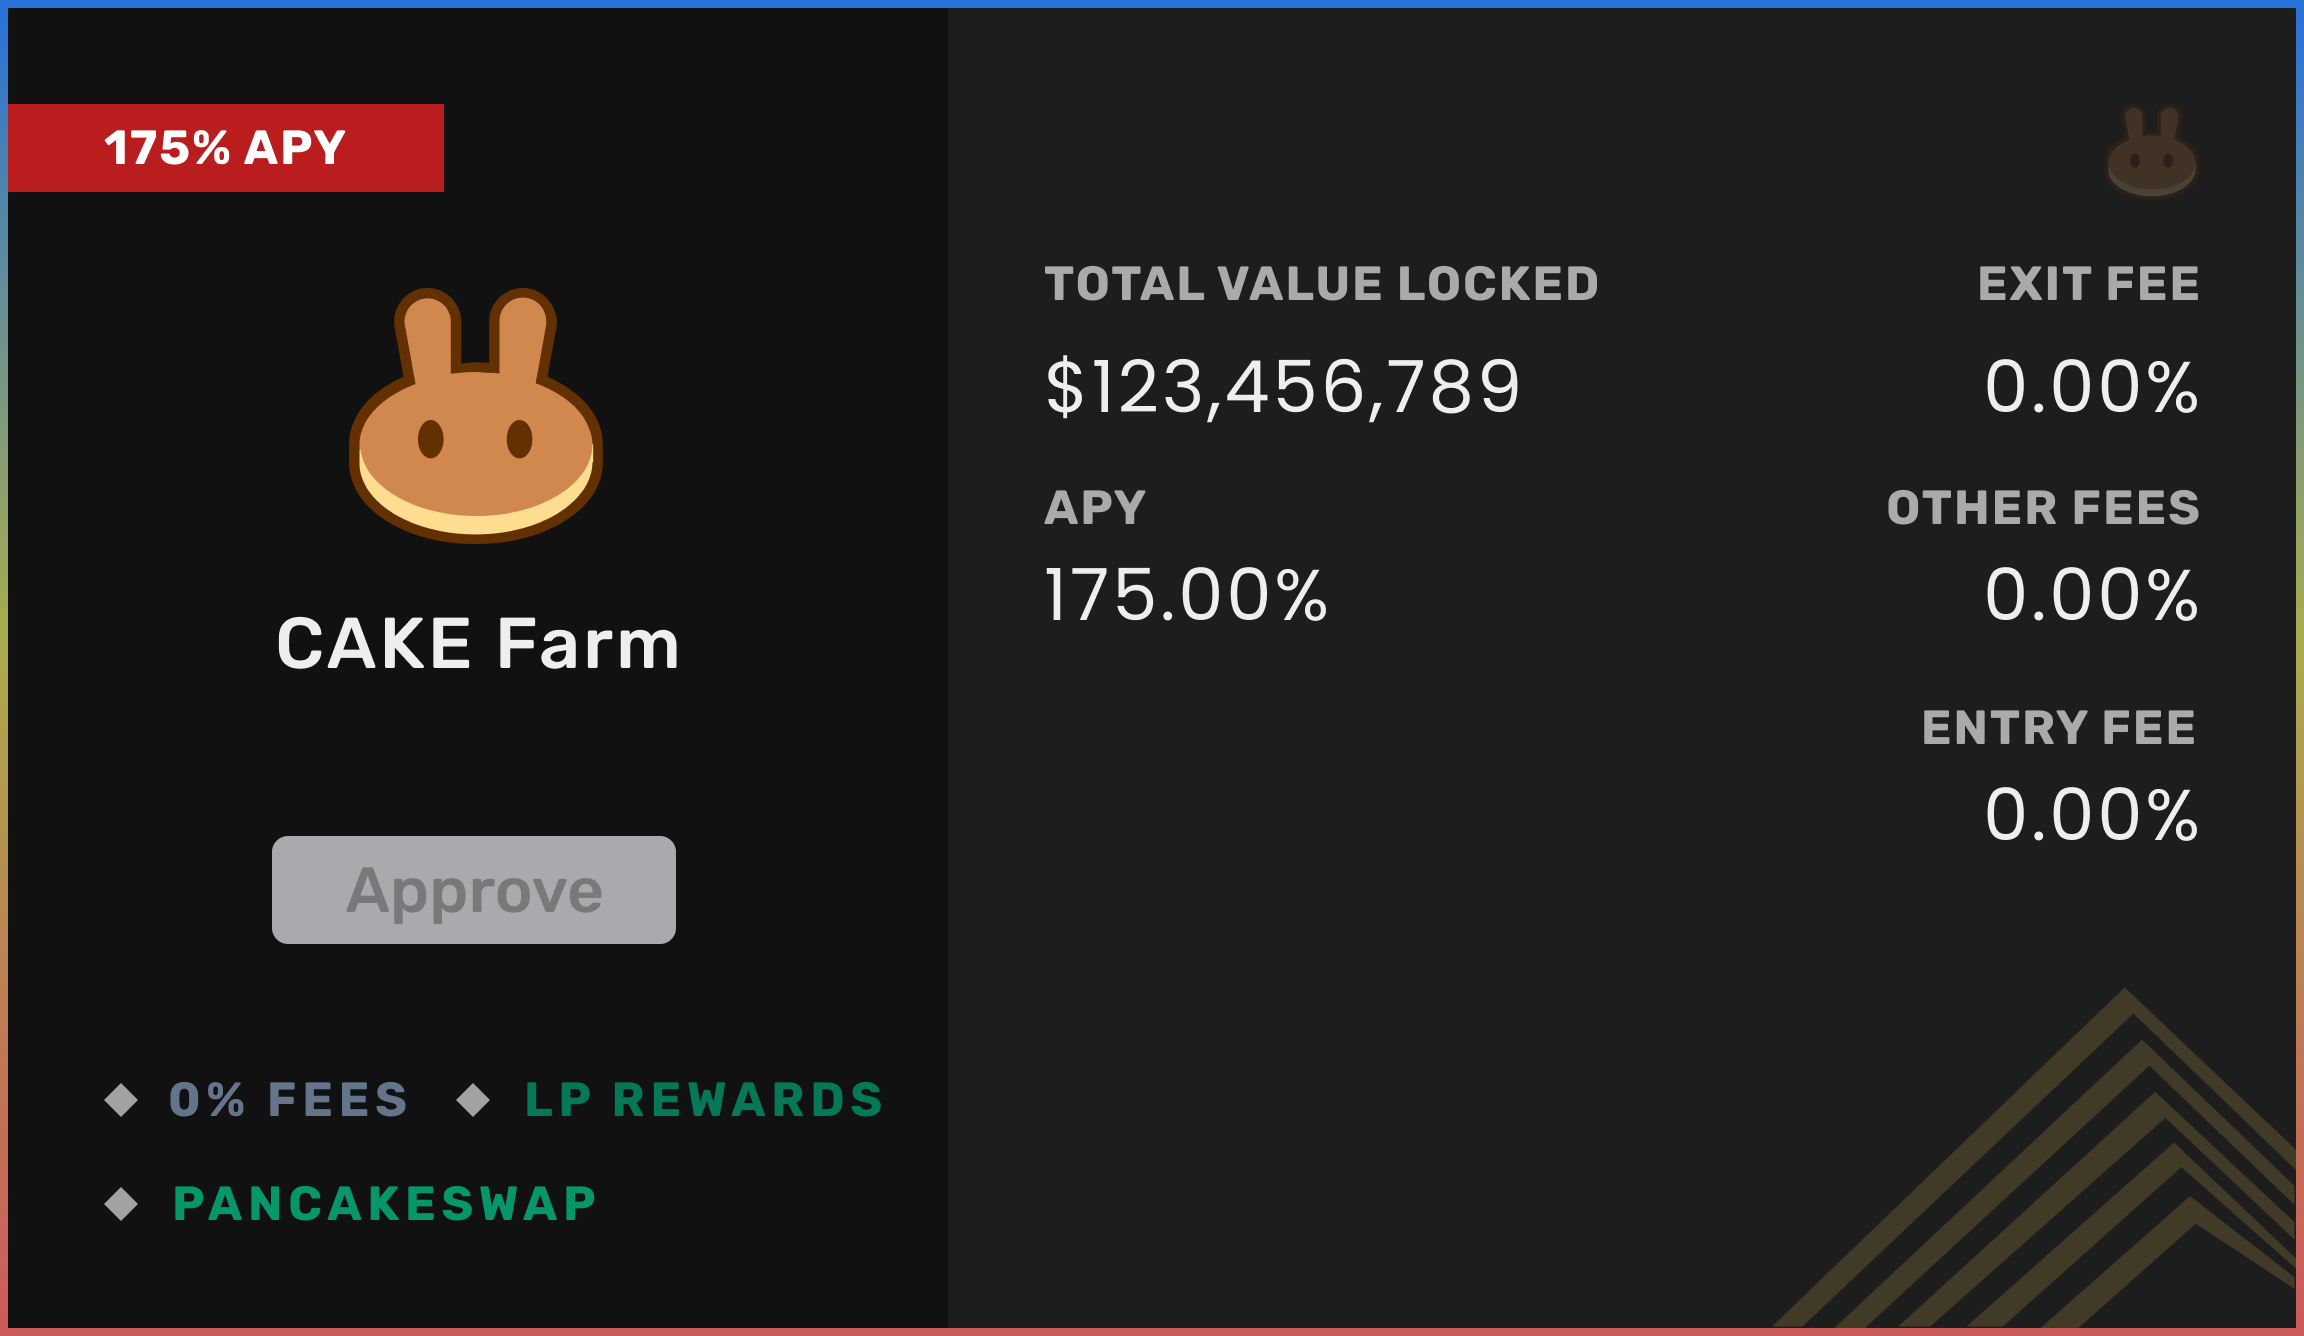 175% APY
CAKE Farm
Approve
0% FEES
LP REWARDS
PANCAKESWAP
TOTAL VALUE LOCKED
$123,456,789
APY
175.00%
EXIT FEE
0.00%
OTHER FEES
0.00%
ENTRY FEE
0.00%